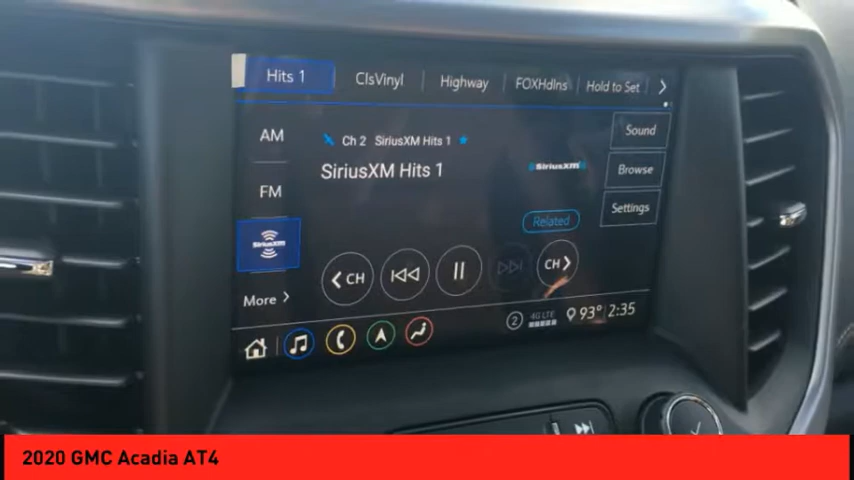 Hits 1 ClsVinyl Highway FOXHdlns Hold to Set
AM Ch 2 SiriusXM Hits 1 Sound
SiriusXM Hits 1 SiriusXM Browse
FM Related Settings
SiriusXM
CH CH
More
2 4G LTE 93° 2:35
2020 GMC Acadia AT4